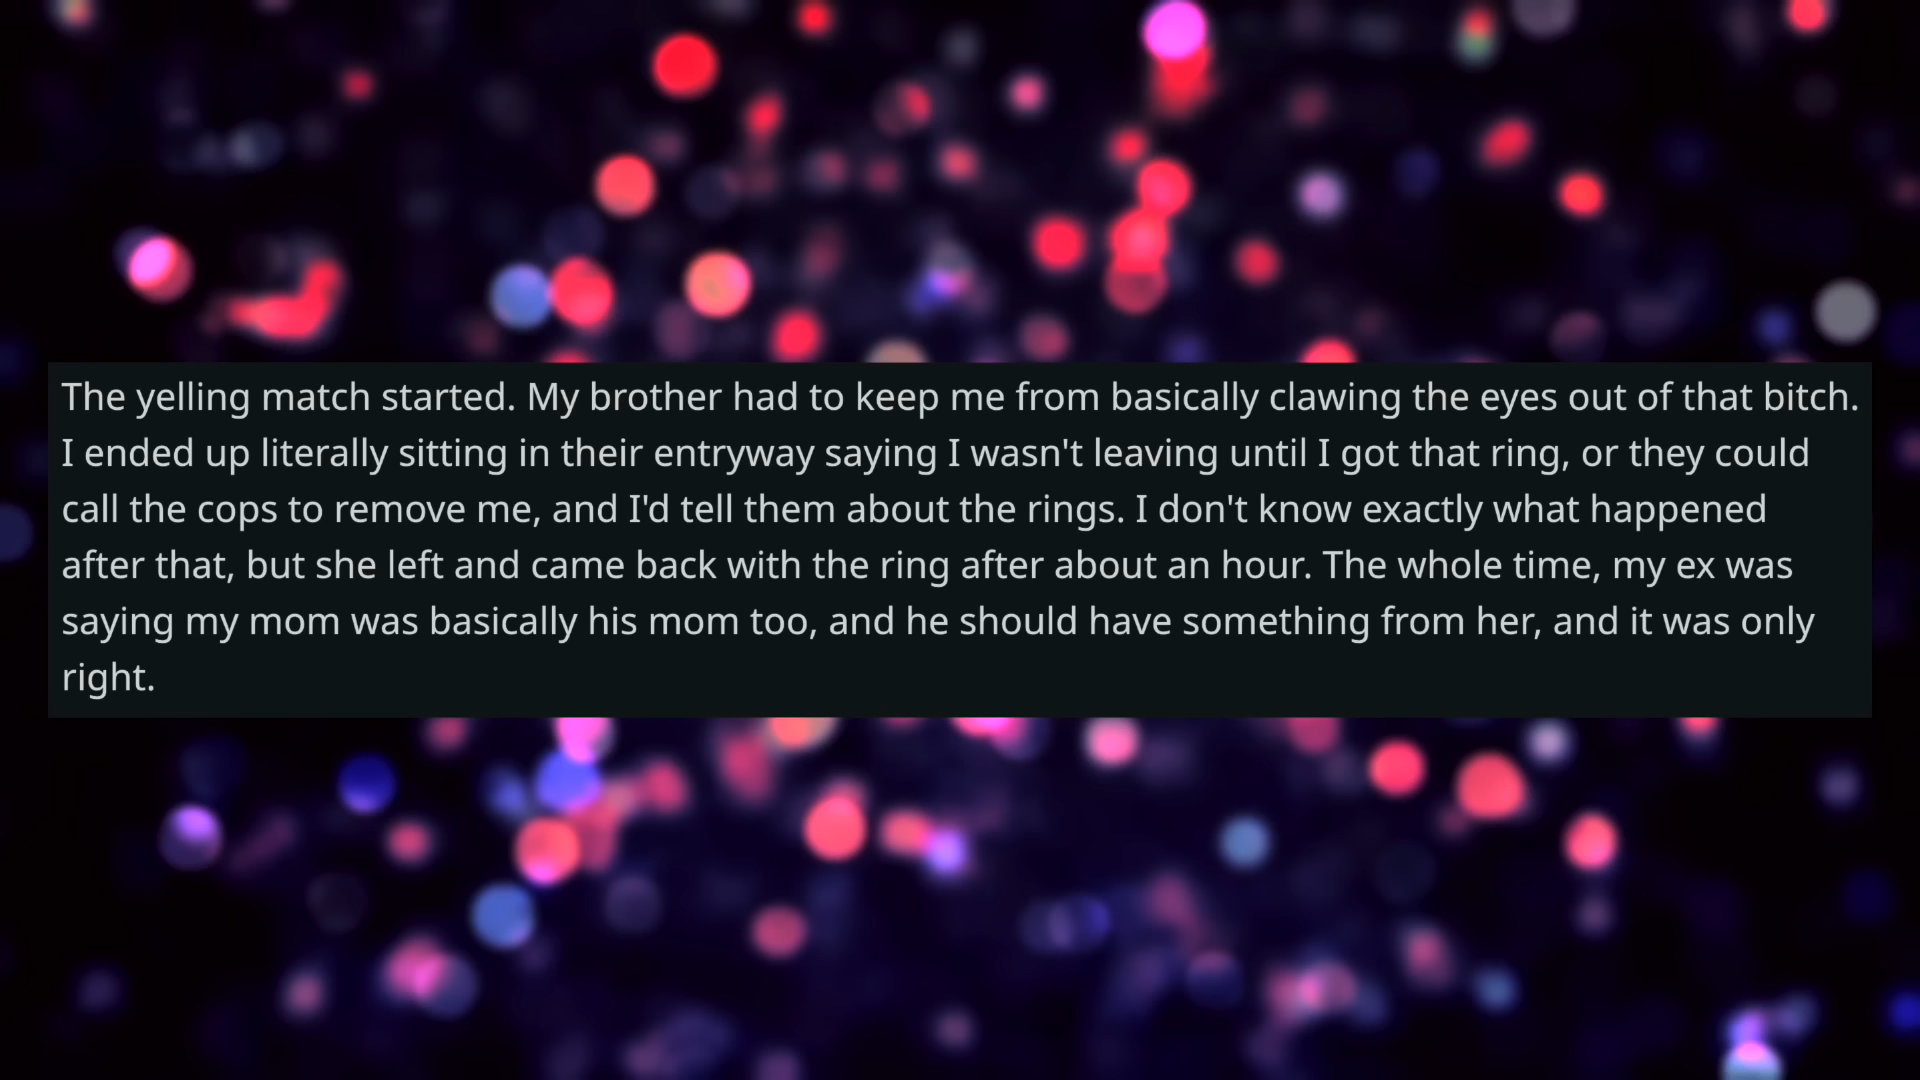 The yelling match started. My brother had to keep me from basically clawing the eyes out of that bitch.
I ended up literally sitting in their entryway saying I wasn't leaving until I got that ring, or they could
call the cops to remove me, and I'd tell them about the rings. I don't know exactly what happened
after that, but she left and came back with the ring after about an hour. The whole time, my ex was
saying my mom was basically his mom too, and he should have something from her, and it was only
right.